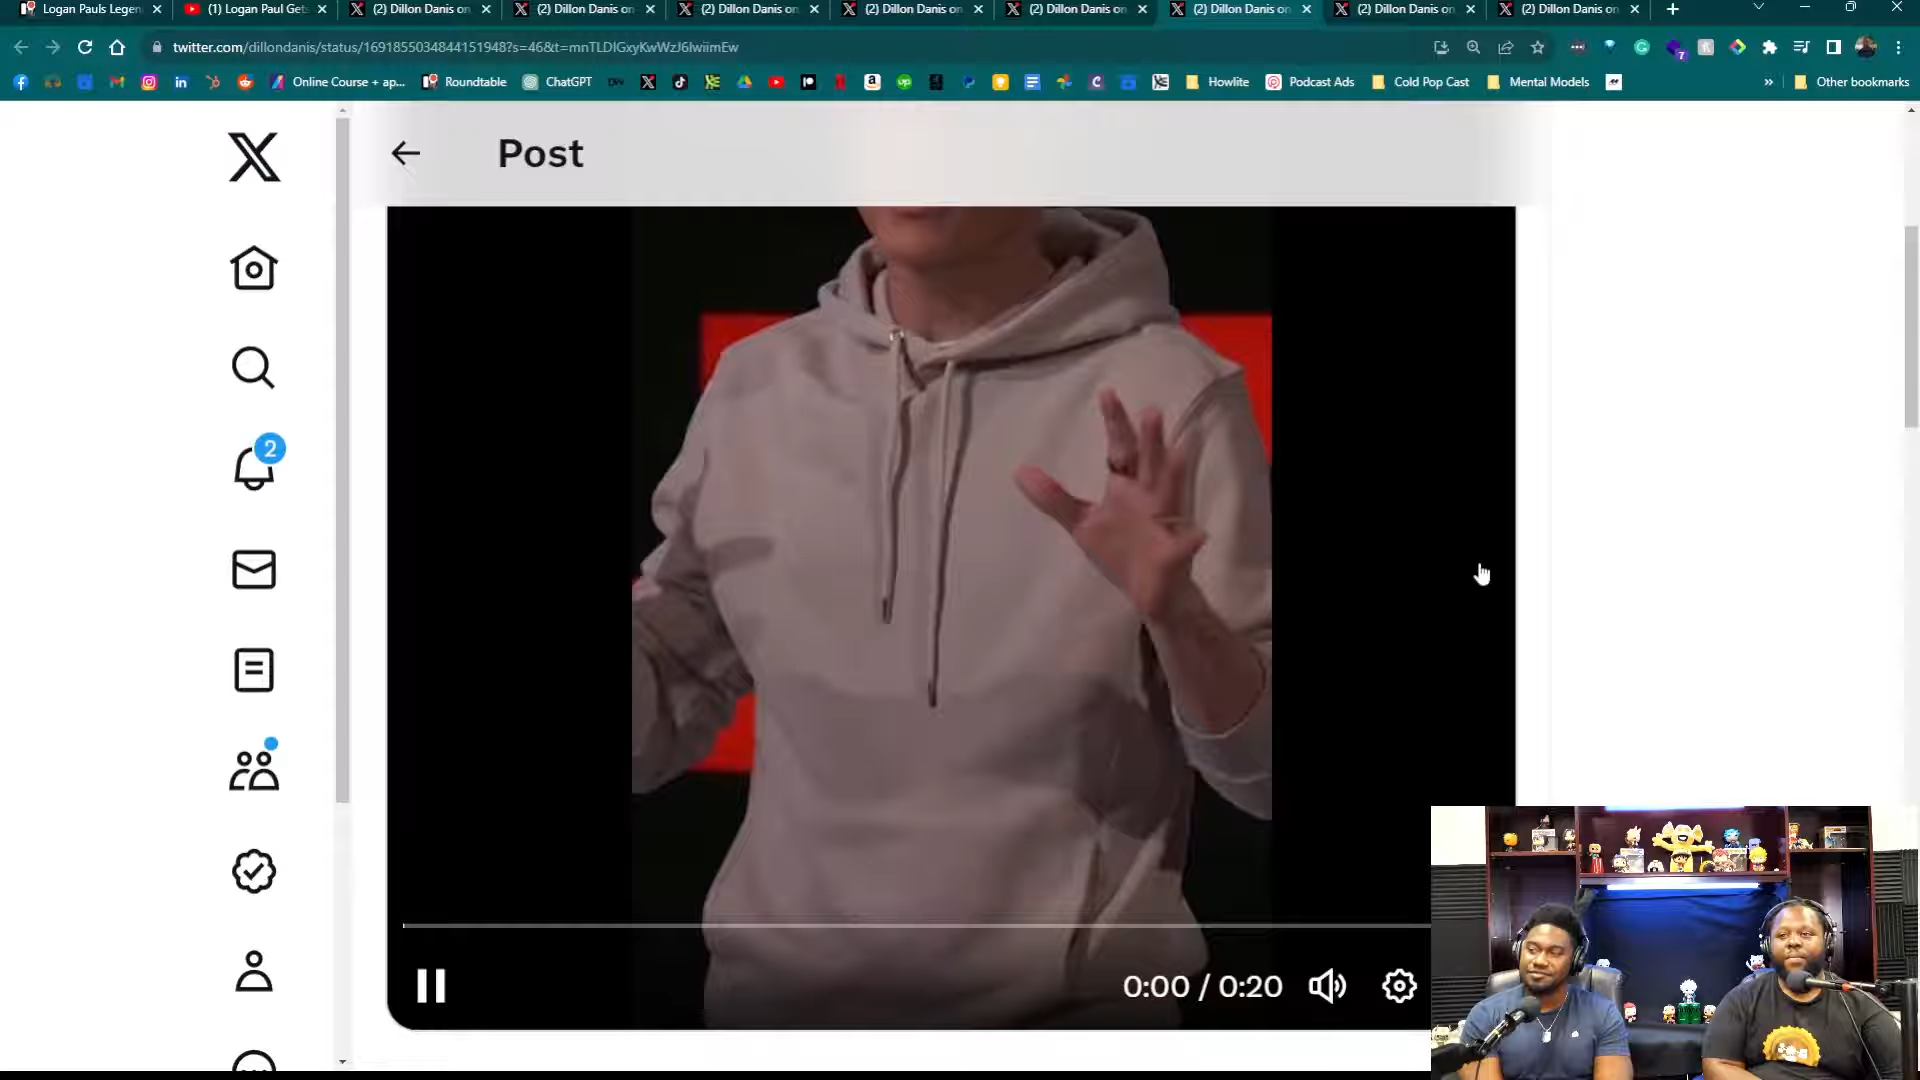 Logan Pauls Legen
(1) Logan Paul Gets
(2) Dillon Danis on
(2) Dillon Danis on
(2) Dillon Danis on
(2) Dillon Danis on
(2) Dillon Danis on
(2) Dillon Danis on
(2) Dillon Danis on
(2) Dillon Danis on
twitter.com/dillondanis/status/1691855034844151948?s=46&t=mnTLDlGxyKwWzJ6lwiimEw
7
Online Course + ap...
Roundtable
ChatGPT
Howlite
Podcast Ads
Cold Pop Cast
Mental Models
Other bookmarks
Post
2
0:00 / 0:20